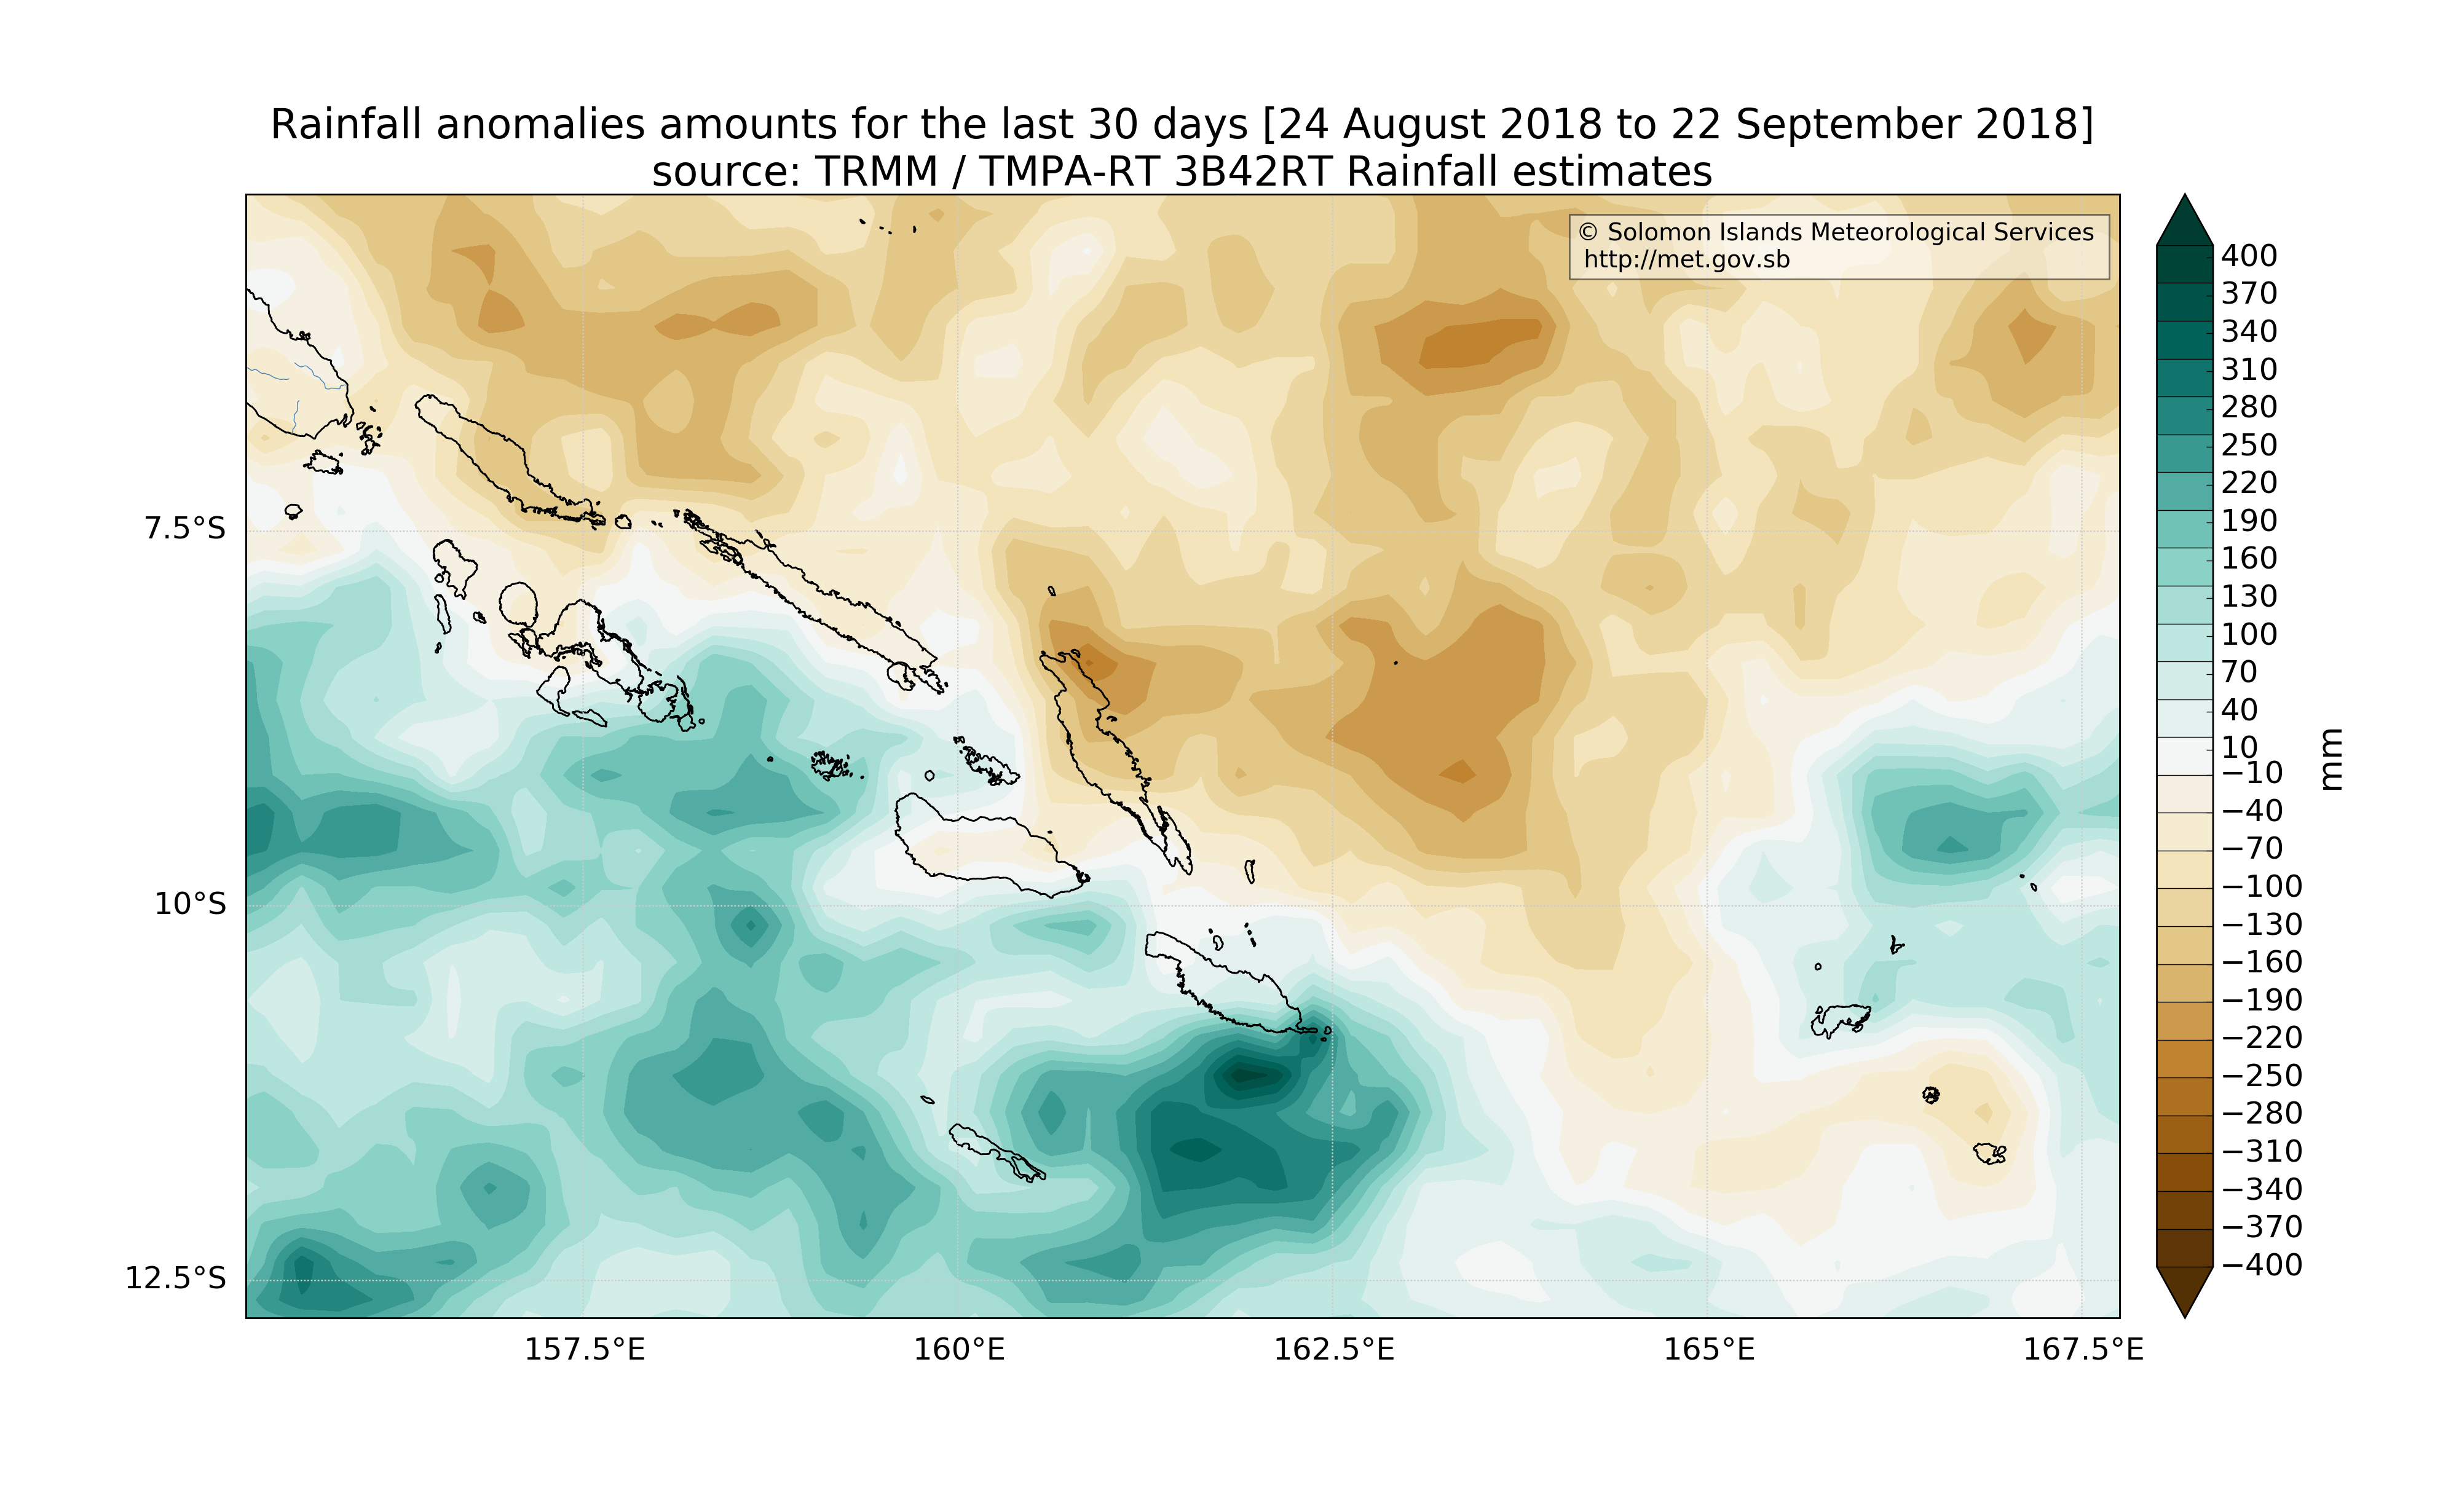 Rainfall anomalies amounts for the last 30 days [24 August 2018 to 22 September 2018]
source: TRMM / TMPA-RT 3B42RT Rainfall estimates
© Solomon Islands Meteorological Services
http://met.gov.sb
7.5°S
10°S
12.5°S
157.5°E
160°E
162.5°E
165°E
167.5°E
400
370
340
310
280
250
220
190
160
130
100
70
40
10
−10
−40
−70
−100
−130
−160
−190
−220
−250
−280
−310
−340
−370
−400
mm